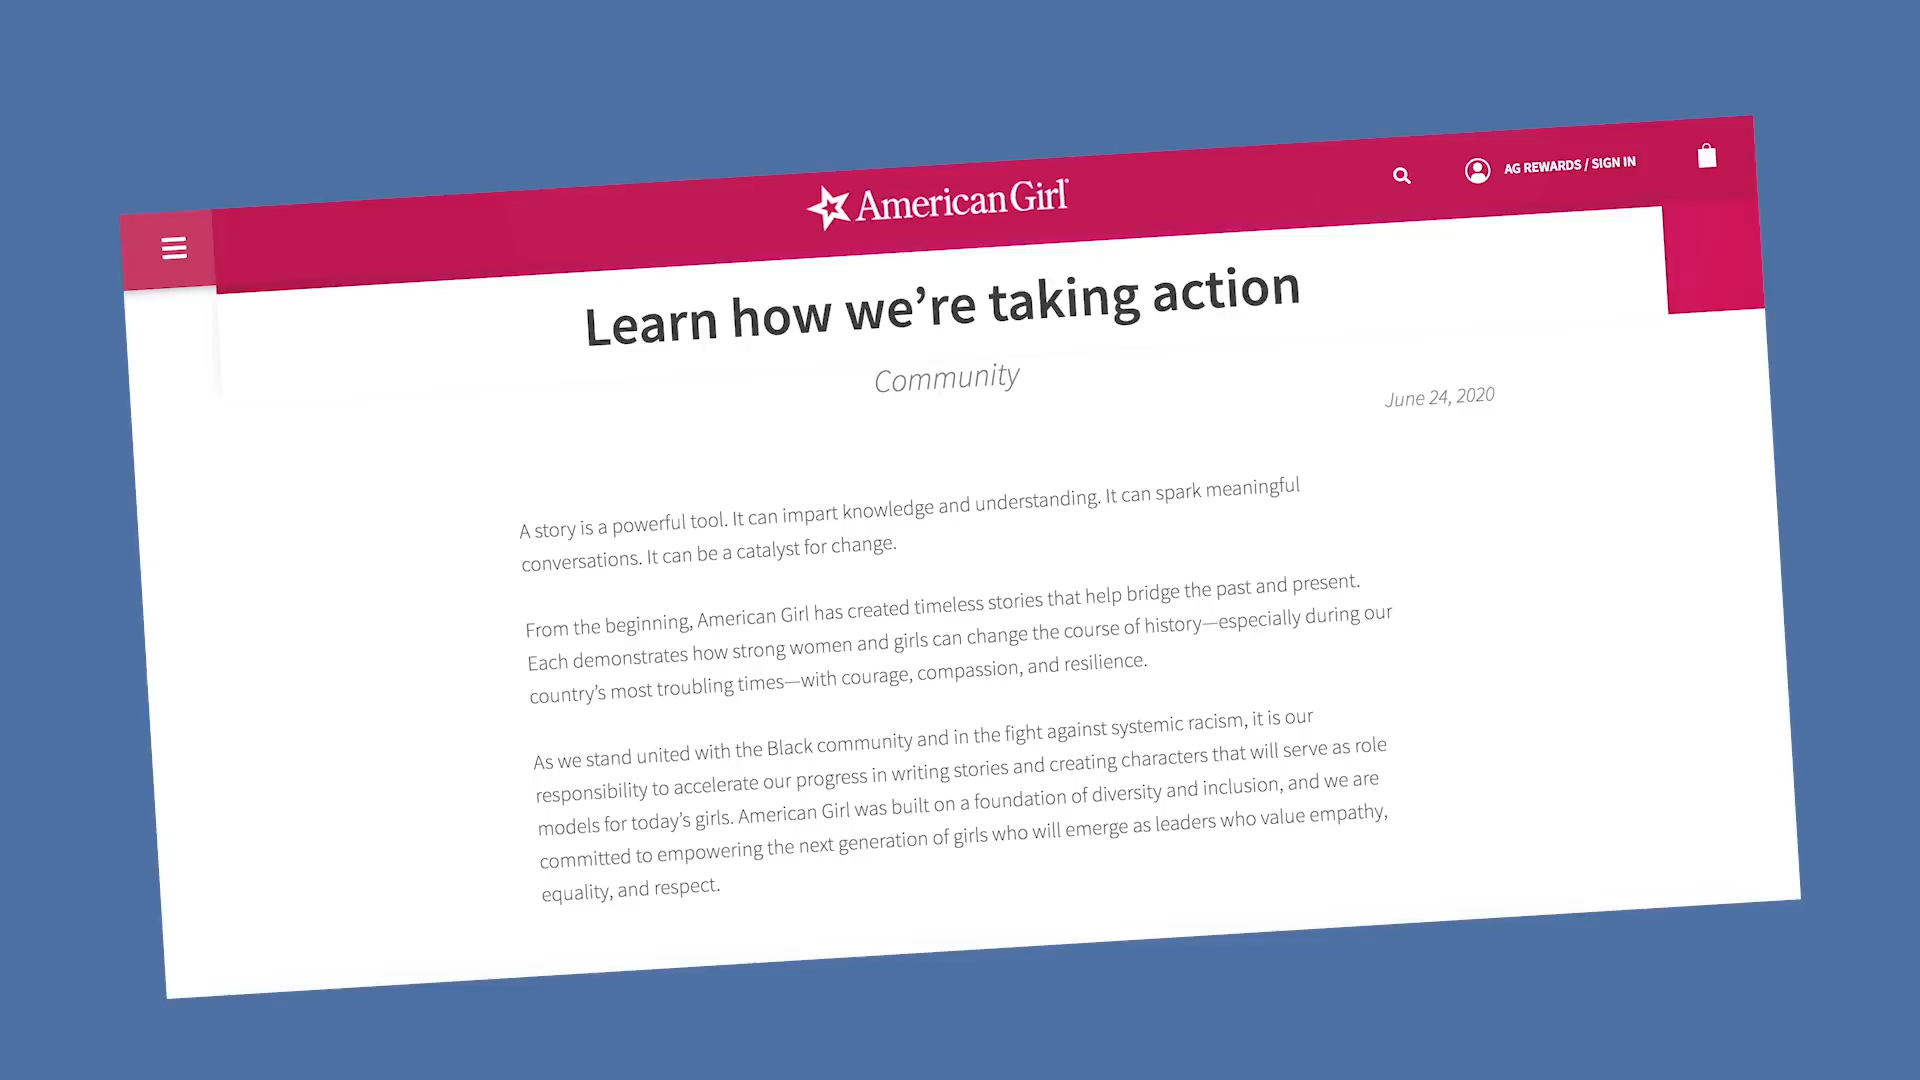 American Girl
AG REWARDS / SIGN IN
Learn how we’re taking action
Community
June 24, 2020
A story is a powerful tool. It can impart knowledge and understanding. It can spark meaningful
conversations. It can be a catalyst for change.
From the beginning, American Girl has created timeless stories that help bridge the past and present.
Each demonstrates how strong women and girls can change the course of history—especially during our
country’s most troubling times—with courage, compassion, and resilience.
As we stand united with the Black community and in the fight against systemic racism, it is our
responsibility to accelerate our progress in writing stories and creating characters that will serve as role
models for today’s girls. American Girl was built on a foundation of diversity and inclusion, and we are
committed to empowering the next generation of girls who will emerge as leaders who value empathy,
equality, and respect.